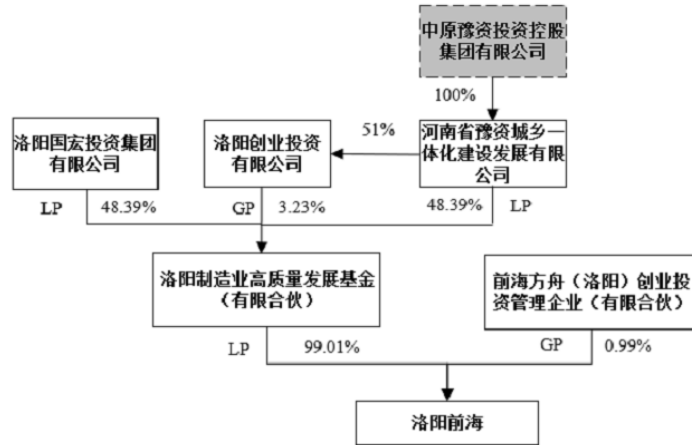 中原豫资投资控股
集团有限公司
100%
洛阳国宏投资集团
有限公司
洛阳创业投资
有限公司
51%
河南省豫资城乡一
体化建设发展有限
公司
LP
48.39%
GP
3.23%
48.39%
LP
洛阳制造业高质量发展基金
（有限合伙）
前海方舟（洛阳）创业投
资管理企业（有限合伙）
LP
99.01%
GP
0.99%
洛阳前海